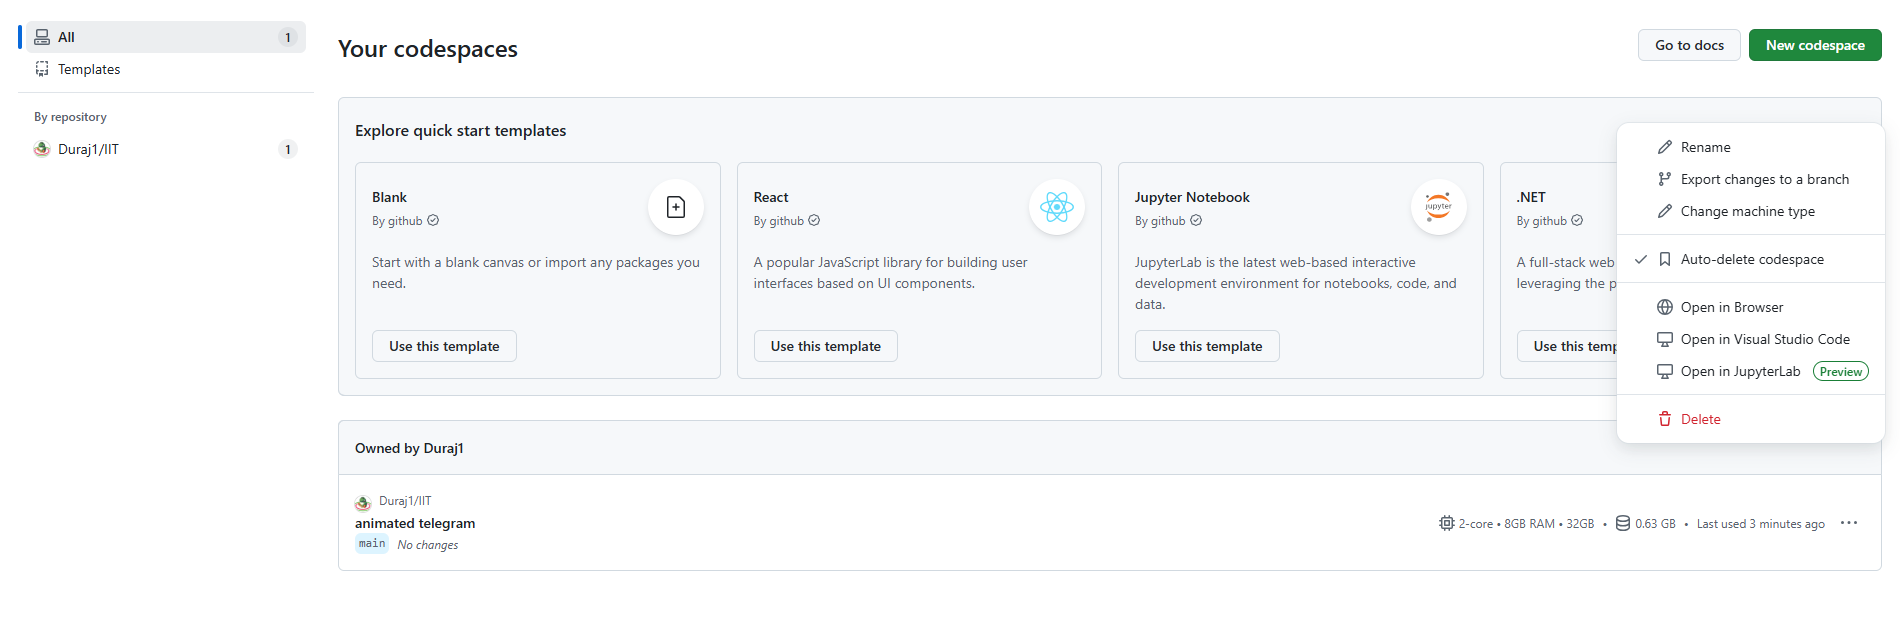 All 1
Templates
By repository
Duraj1/IIT 1
Your codespaces
Go to docs
New codespace
Explore quick start templates
Blank
By github
Start with a blank canvas or import any packages you
need.
Use this template
React
By github
A popular JavaScript library for building user
interfaces based on UI components.
Use this template
Jupyter Notebook
By github
jupyter
JupyterLab is the latest web-based interactive
development environment for notebooks, code, and
data.
Use this template
.NET
By github
A full-stack web
leveraging the p
Use this temp
Rename
Export changes to a branch
Change machine type
Auto-delete codespace
Open in Browser
Open in Visual Studio Code
Open in JupyterLab Preview
Delete
Owned by Duraj1
Duraj1/IIT
animated telegram
main No changes
2-core • 8GB RAM • 32GB • 0.63 GB • Last used 3 minutes ago ...